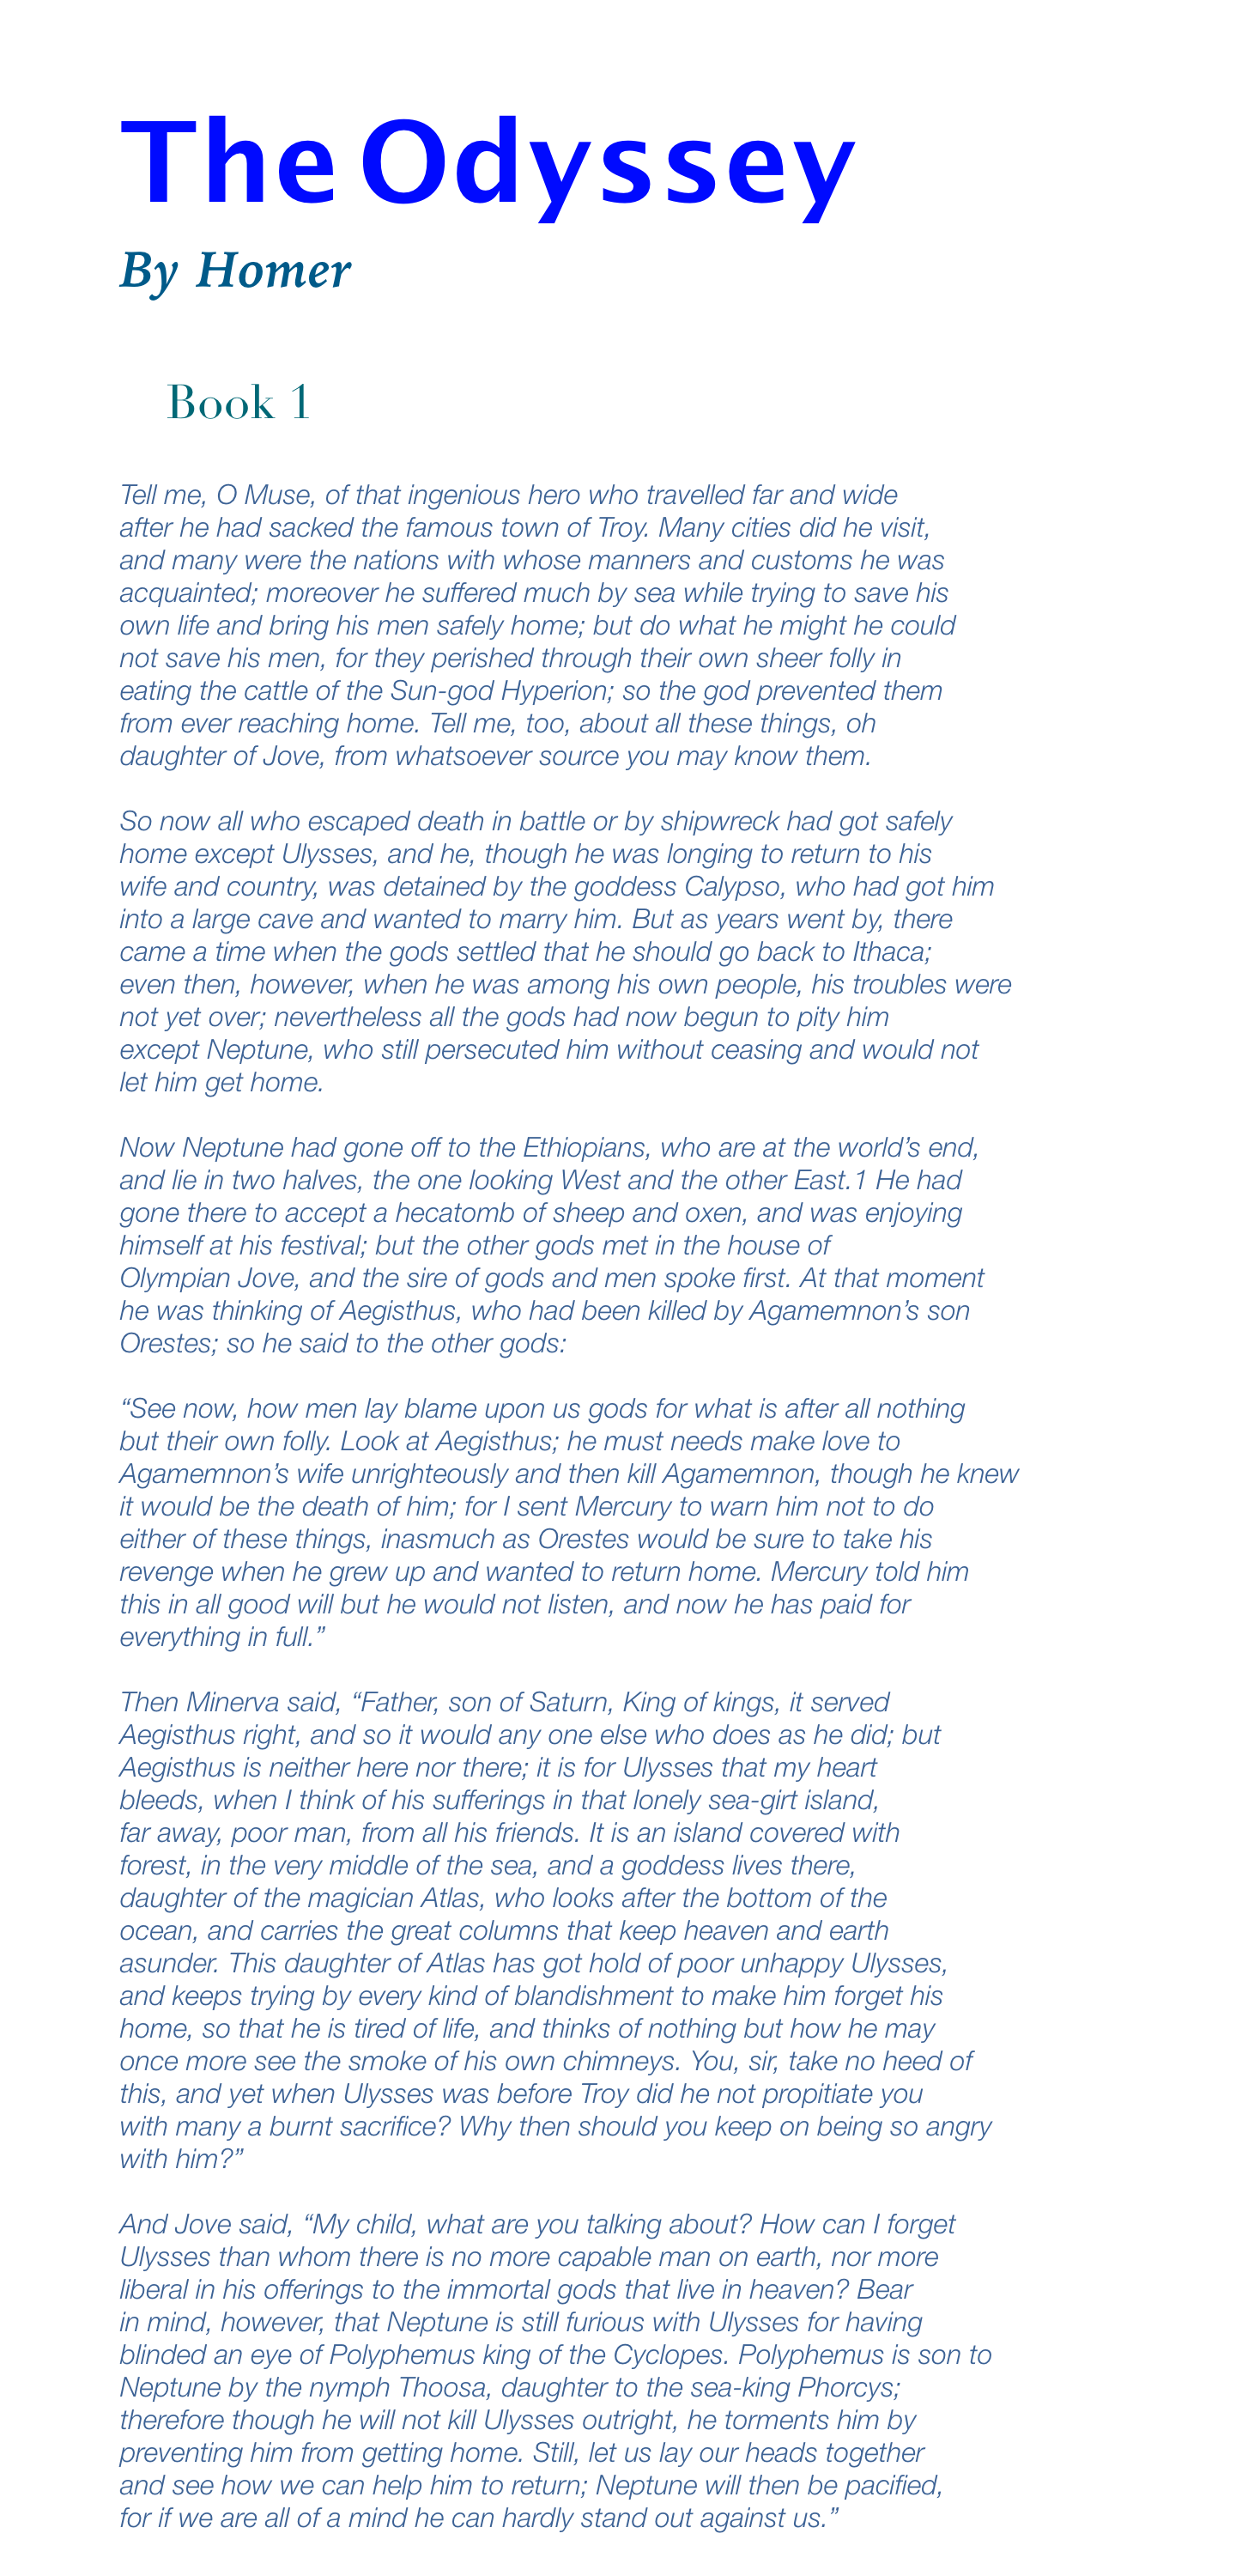 The Odyssey
By Homer
Book 1
Tell me, O Muse, of that ingenious hero who travelled far and wide
after he had sacked the famous town of Troy. Many cities did he visit,
and many were the nations with whose manners and customs he was
acquainted; moreover he suffered much by sea while trying to save his
own life and bring his men safely home; but do what he might he could
not save his men, for they perished through their own sheer folly in
eating the cattle of the Sun-god Hyperion; so the god prevented them
from ever reaching home. Tell me, too, about all these things, oh
daughter of Jove, from whatsoever source you may know them.
So now all who escaped death in battle or by shipwreck had got safely
home except Ulysses, and he, though he was longing to return to his
wife and country, was detained by the goddess Calypso, who had got him
into a large cave and wanted to marry him. But as years went by, there
came a time when the gods settled that he should go back to Ithaca;
even then, however, when he was among his own people, his troubles were
not yet over; nevertheless all the gods had now begun to pity him
except Neptune, who still persecuted him without ceasing and would not
let him get home.
Now Neptune had gone off to the Ethiopians, who are at the world’s end,
and lie in two halves, the one looking West and the other East.1 He had
gone there to accept a hecatomb of sheep and oxen, and was enjoying
himself at his festival; but the other gods met in the house of
Olympian Jove, and the sire of gods and men spoke first. At that moment
he was thinking of Aegisthus, who had been killed by Agamemnon’s son
Orestes; so he said to the other gods:
“See now, how men lay blame upon us gods for what is after all nothing
but their own folly. Look at Aegisthus; he must needs make love to
Agamemnon’s wife unrighteously and then kill Agamemnon, though he knew
it would be the death of him; for I sent Mercury to warn him not to do
either of these things, inasmuch as Orestes would be sure to take his
revenge when he grew up and wanted to return home. Mercury told him
this in all good will but he would not listen, and now he has paid for
everything in full.”
Then Minerva said, “Father, son of Saturn, King of kings, it served
Aegisthus right, and so it would any one else who does as he did; but
Aegisthus is neither here nor there; it is for Ulysses that my heart
bleeds, when I think of his sufferings in that lonely sea-girt island,
far away, poor man, from all his friends. It is an island covered with
forest, in the very middle of the sea, and a goddess lives there,
daughter of the magician Atlas, who looks after the bottom of the
ocean, and carries the great columns that keep heaven and earth
asunder. This daughter of Atlas has got hold of poor unhappy Ulysses,
and keeps trying by every kind of blandishment to make him forget his
home, so that he is tired of life, and thinks of nothing but how he may
once more see the smoke of his own chimneys. You, sir, take no heed of
this, and yet when Ulysses was before Troy did he not propitiate you
with many a burnt sacrifice? Why then should you keep on being so angry
with him?”
And Jove said, “My child, what are you talking about? How can I forget
Ulysses than whom there is no more capable man on earth, nor more
liberal in his offerings to the immortal gods that live in heaven? Bear
in mind, however, that Neptune is still furious with Ulysses for having
blinded an eye of Polyphemus king of the Cyclopes. Polyphemus is son to
Neptune by the nymph Thoosa, daughter to the sea-king Phorcys;
therefore though he will not kill Ulysses outright, he torments him by
preventing him from getting home. Still, let us lay our heads together
and see how we can help him to return; Neptune will then be pacified,
for if we are all of a mind he can hardly stand out against us.”